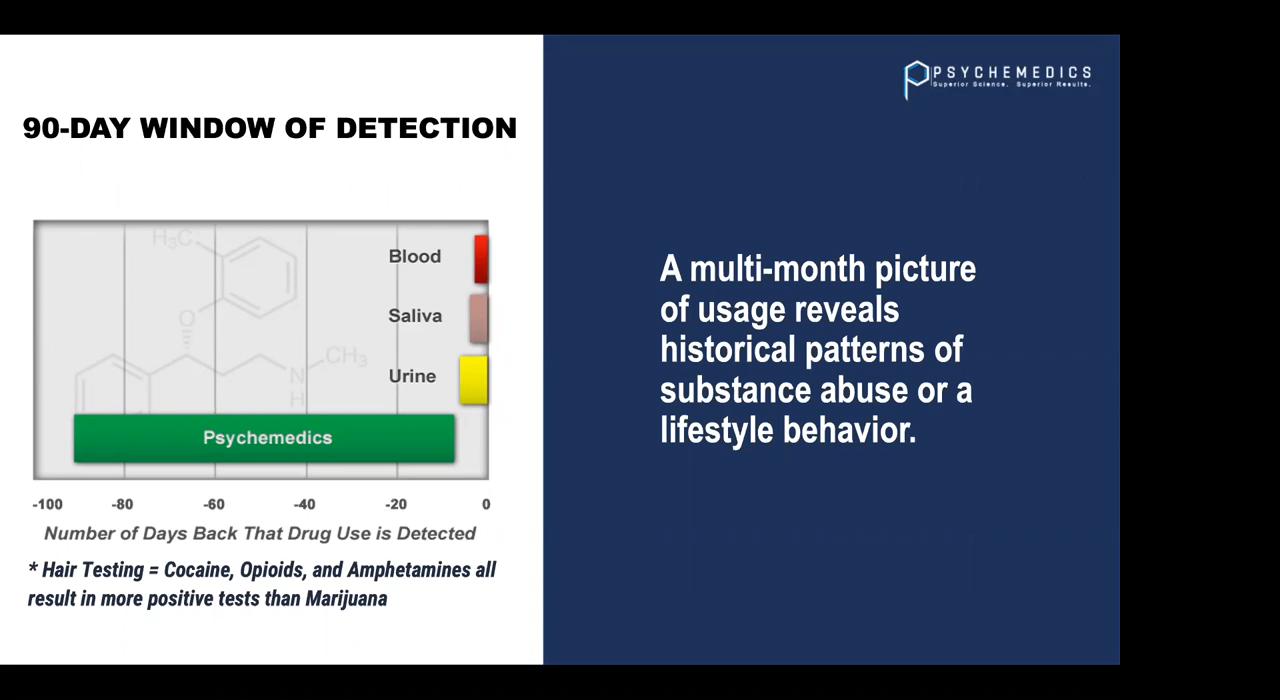 PSYCHEMEDICS
Superior Science. Superior Results.
90-DAY WINDOW OF DETECTION
H₃C
O
CH₃
N
H
Blood
Saliva
Urine
Psychemedics
-100 -80 -60 -40 -20 0
Number of Days Back That Drug Use is Detected
* Hair Testing = Cocaine, Opioids, and Amphetamines all
result in more positive tests than Marijuana
A multi-month picture
of usage reveals
historical patterns of
substance abuse or a
lifestyle behavior.